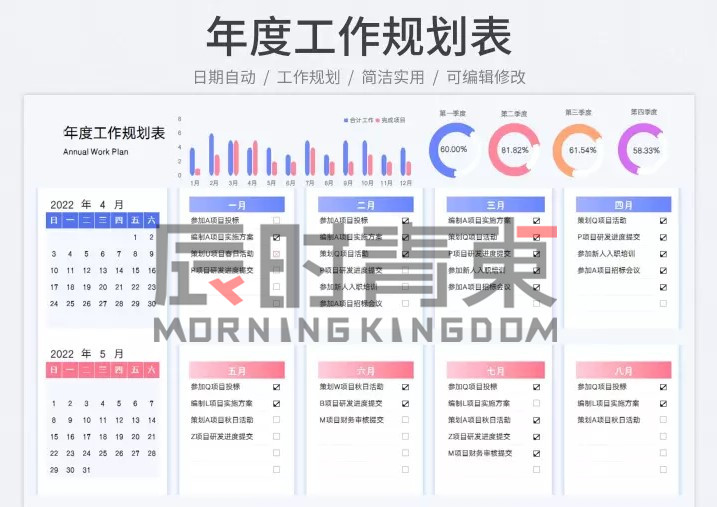 年度工作规划表
日期自动 / 工作规划 / 简洁实用 / 可编辑修改
年度工作规划表
Annual Work Plan
8
6
4
2
0
合计工作 完成项目
1月 2月 3月 4月 5月 6月 7月 8月 9月 10月 11月 12月
第一季度 第二季度 第三季度 第四季度
60.00% 81.82% 61.54% 58.33%
2022 年 4 月
日 一 二 三 四 五 六
1 2
3 4 5 6 7 8 9
10 11 12 13 14 15 16
17 18 19 20 21 22 23
24 25 26 27 28 29 30
一月
参加A项目投标
编制A项目实施方案
策划U项目春日活动
P项目研发进度提交
二月
参加A项目投标
编制A项目实施方案
策划Q项目活动
P项目研发进度提交
参加新人入职培训
参加A项目招标会议
三月
编制A项目实施方案
策划Q项目活动
P项目研发进度提交
参加新人入职培训
参加A项目招标会议
四月
策划Q项目活动
P项目研发进度提交
参加新人入职培训
参加A项目招标会议
辰时青桌
MORNINGKINGDOM
2022 年 5 月
日 一 二 三 四 五 六
1 2 3 4 5 6 7
8 9 10 11 12 13 14
15 16 17 18 19 20 21
22 23 24 25 26 27 28
29 30 31
五月
参加Q项目投标
编制L项目实施方案
策划A项目秋日活动
Z项目研发进度提交
六月
策划W项目秋日活动
B项目研发进度提交
M项目财务审核提交
七月
参加Q项目投标
编制L项目实施方案
策划A项目秋日活动
Z项目研发进度提交
M项目财务审核提交
八月
参加Q项目投标
编制L项目实施方案
策划A项目秋日活动